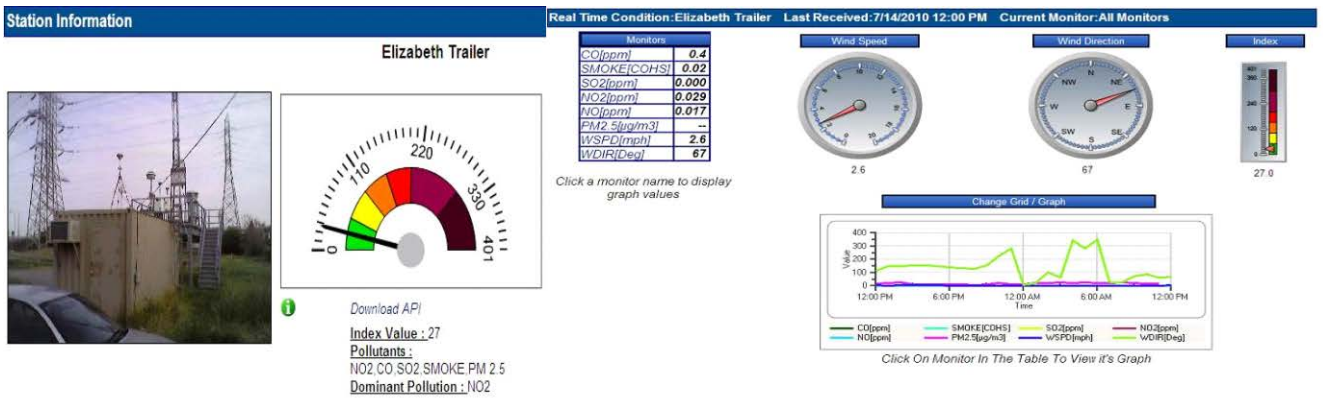 Station Information
Elizabeth Trailer
0 110 220 330 401
Download API
Index Value : 27
Pollutants :
NO2,CO,SO2,SMOKE,PM 2.5
Dominant Pollution : NO2
Real Time Condition:Elizabeth Trailer Last Received:7/14/2010 12:00 PM Current Monitor:All Monitors
Monitors
CO[ppm] 0.4
SMOKE[COHS] 0.02
SO2[ppm] 0.000
NO2[ppm] 0.029
NO[ppm] 0.017
PM2.5[µg/m3] --
WSPD[mph] 2.6
WDIR[Deg] 67
Click a monitor name to display
graph values
Wind Speed
2.6
Wind Direction
N
NW NE
W E
SW SE
S
67
Index
401
360
240
120
0
27.0
Change Grid / Graph
Value
400
300
200
100
0
12:00 PM 6:00 PM 12:00 AM 6:00 AM 12:00 PM
Time
CO[ppm] SMOKE[COHS] SO2[ppm] NO2[ppm]
NO[ppm] PM2.5[µg/m3] WSPD[mph] WDIR[Deg]
Click On Monitor In The Table To View it's Graph